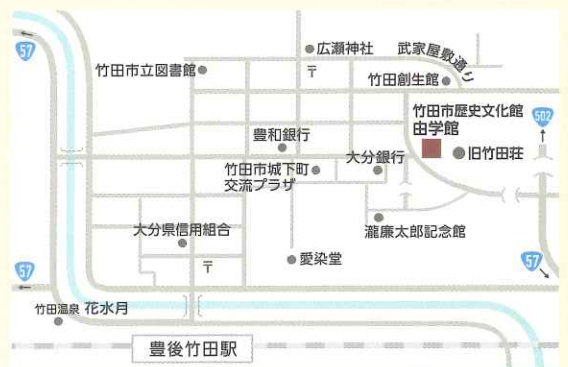 57
広瀬神社
武家屋敷通り
竹田市立図書館
〒
竹田創生館
竹田市歴史文化館
由学館
502
豊和銀行
旧竹田荘
竹田市城下町
交流プラザ
大分銀行
瀧廉太郎記念館
大分県信用組合
〒
愛染堂
57
57
竹田温泉 花水月
豊後竹田駅